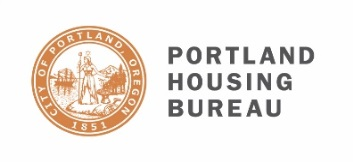 CITY OF PORTLAND, OREGON
1851
PORTLAND
HOUSING
BUREAU